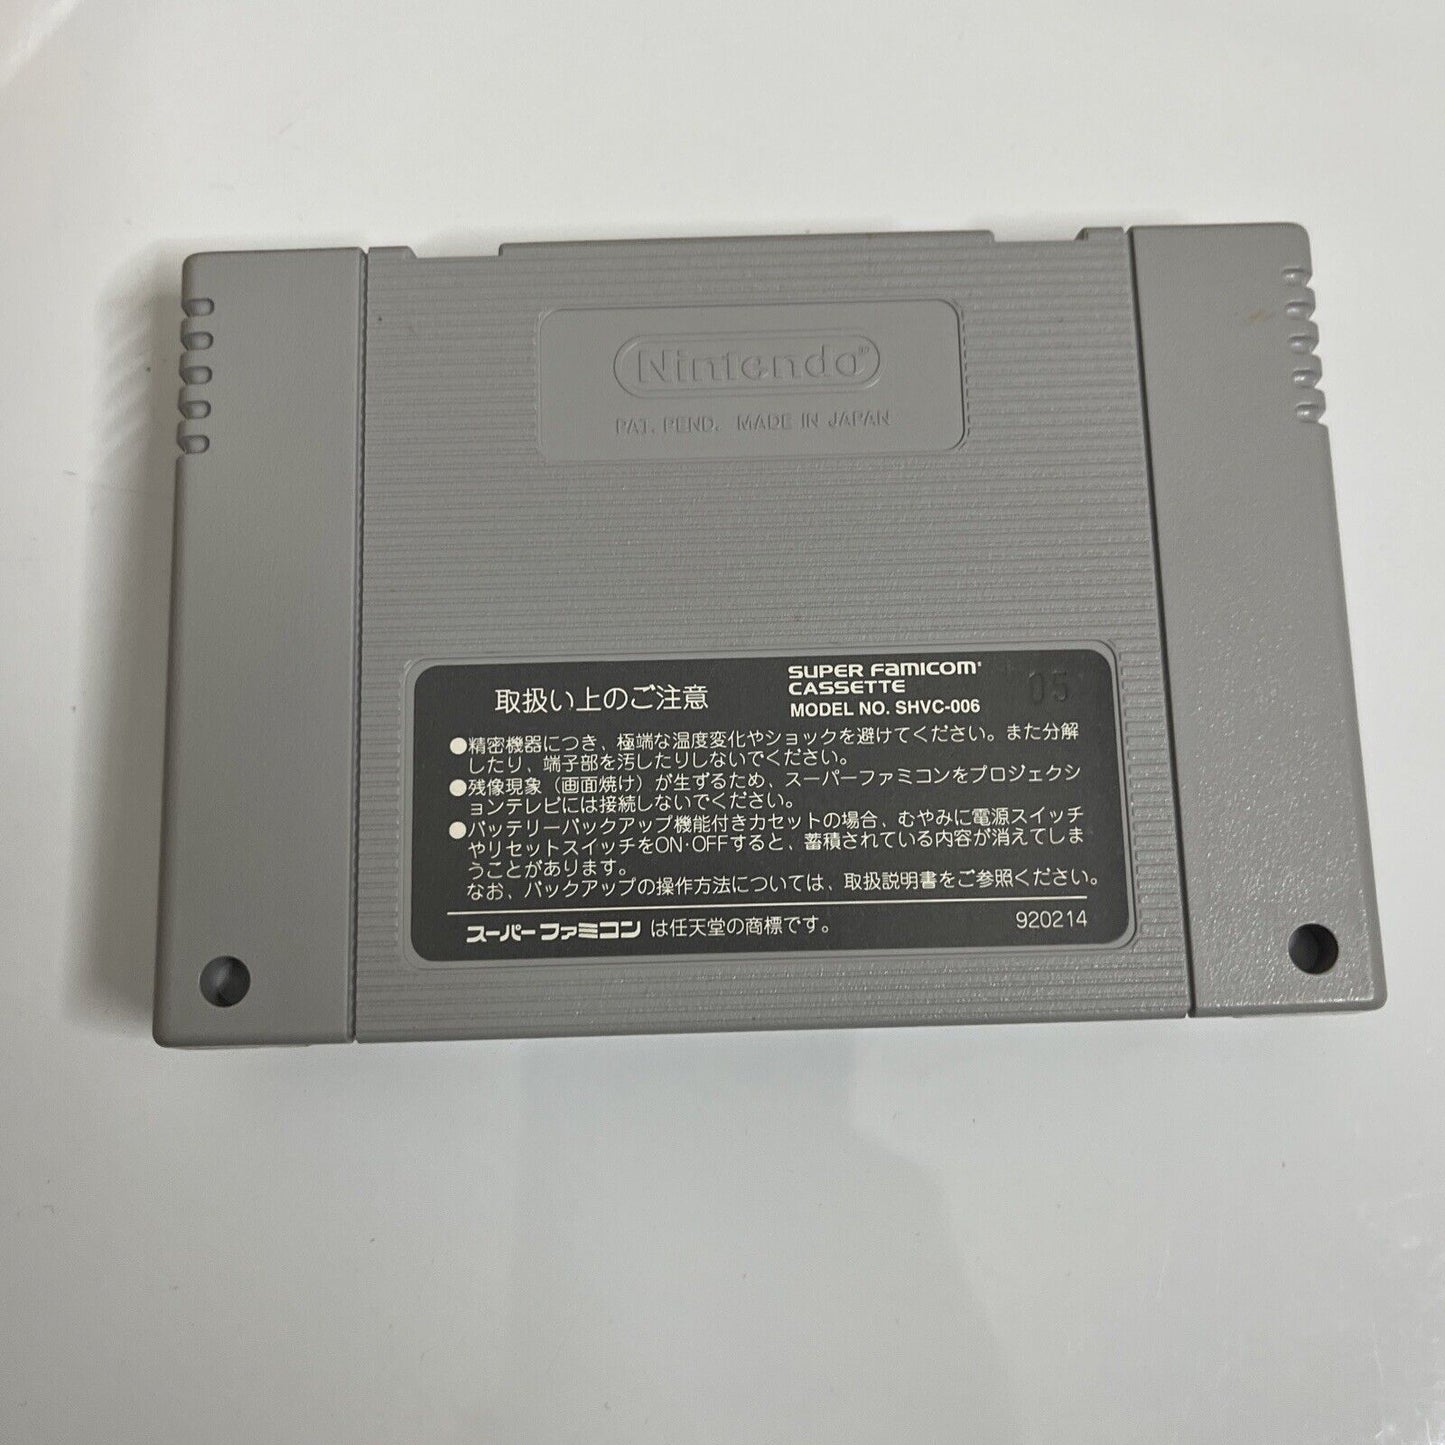 Nintendo®
PAT. PEND. MADE IN JAPAN
取扱い上のご注意
SUPER FAMICOM®
CASSETTE
MODEL NO. SHVC-006
05
●精密機器につき、極端な温度変化やショックを避けてください。また分解
したり、端子部を汚したりしないでください。
●残像現象（画面焼け）が生ずるため、スーパーファミコンをプロジェクシ
ョンテレビには接続しないでください。
●バッテリーバックアップ機能付きカセットの場合、むやみに電源スイッチ
やリセットスイッチをON·OFFすると、蓄積されている内容が消えてしま
うことがあります。
なお、バックアップの操作方法については、取扱説明書をご参照ください。
スーパーファミコン は任天堂の商標です。
920214